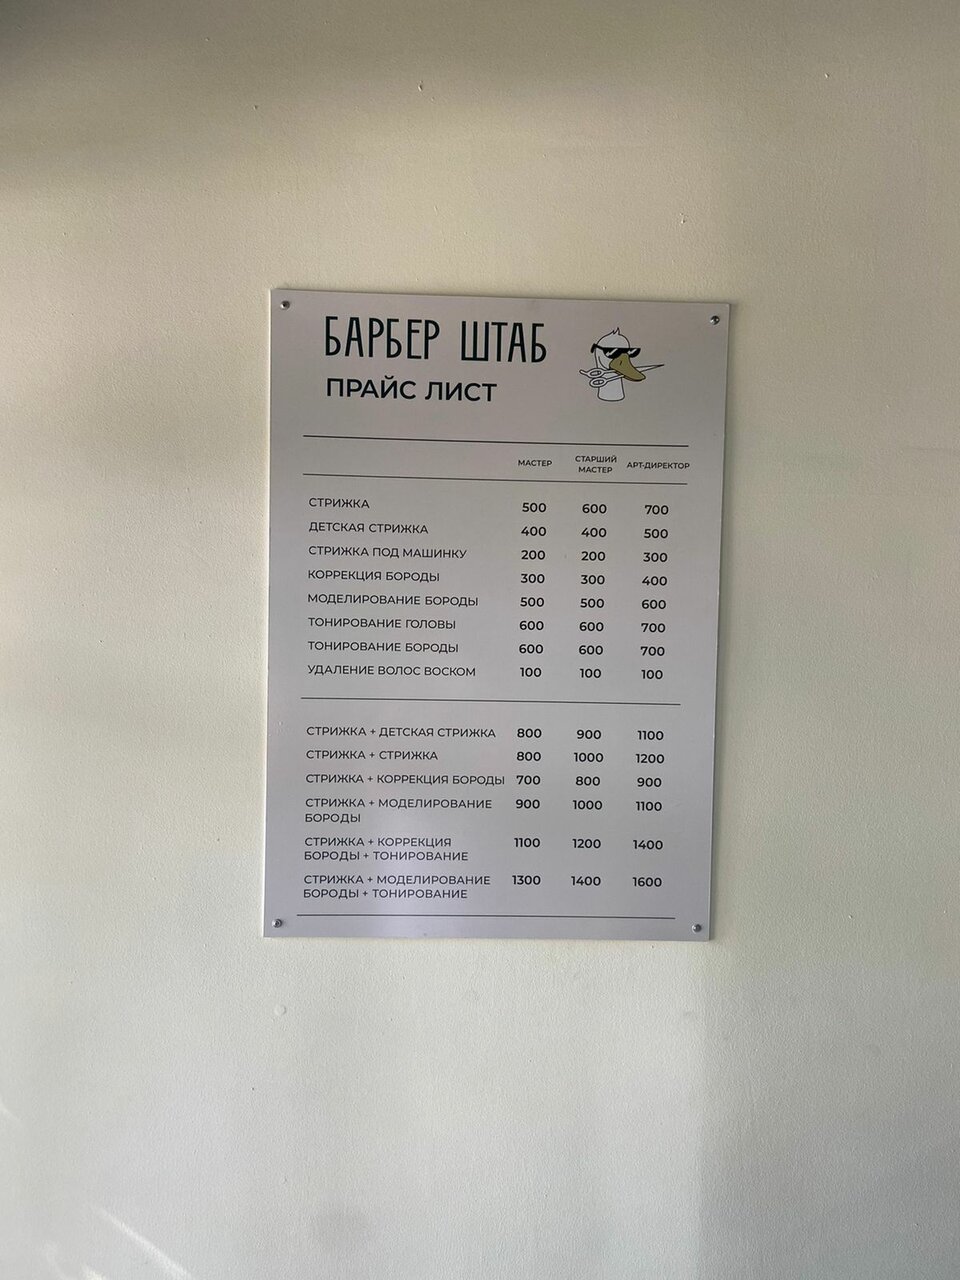 БАРБЕР ШТАБ
ПРАЙС ЛИСТ
МАСТЕР СТАРШИЙ МАСТЕР АРТ-ДИРЕКТОР
СТРИЖКА 500 600 700
ДЕТСКАЯ СТРИЖКА 400 400 500
СТРИЖКА ПОД МАШИНКУ 200 200 300
КОРРЕКЦИЯ БОРОДЫ 300 300 400
МОДЕЛИРОВАНИЕ БОРОДЫ 500 500 600
ТОНИРОВАНИЕ ГОЛОВЫ 600 600 700
ТОНИРОВАНИЕ БОРОДЫ 600 600 700
УДАЛЕНИЕ ВОЛОС ВОСКОМ 100 100 100
СТРИЖКА + ДЕТСКАЯ СТРИЖКА 800 900 1100
СТРИЖКА + СТРИЖКА 800 1000 1200
СТРИЖКА + КОРРЕКЦИЯ БОРОДЫ 700 800 900
СТРИЖКА + МОДЕЛИРОВАНИЕ 900 1000 1100
БОРОДЫ
СТРИЖКА + КОРРЕКЦИЯ 1100 1200 1400
БОРОДЫ + ТОНИРОВАНИЕ
СТРИЖКА + МОДЕЛИРОВАНИЕ 1300 1400 1600
БОРОДЫ + ТОНИРОВАНИЕ